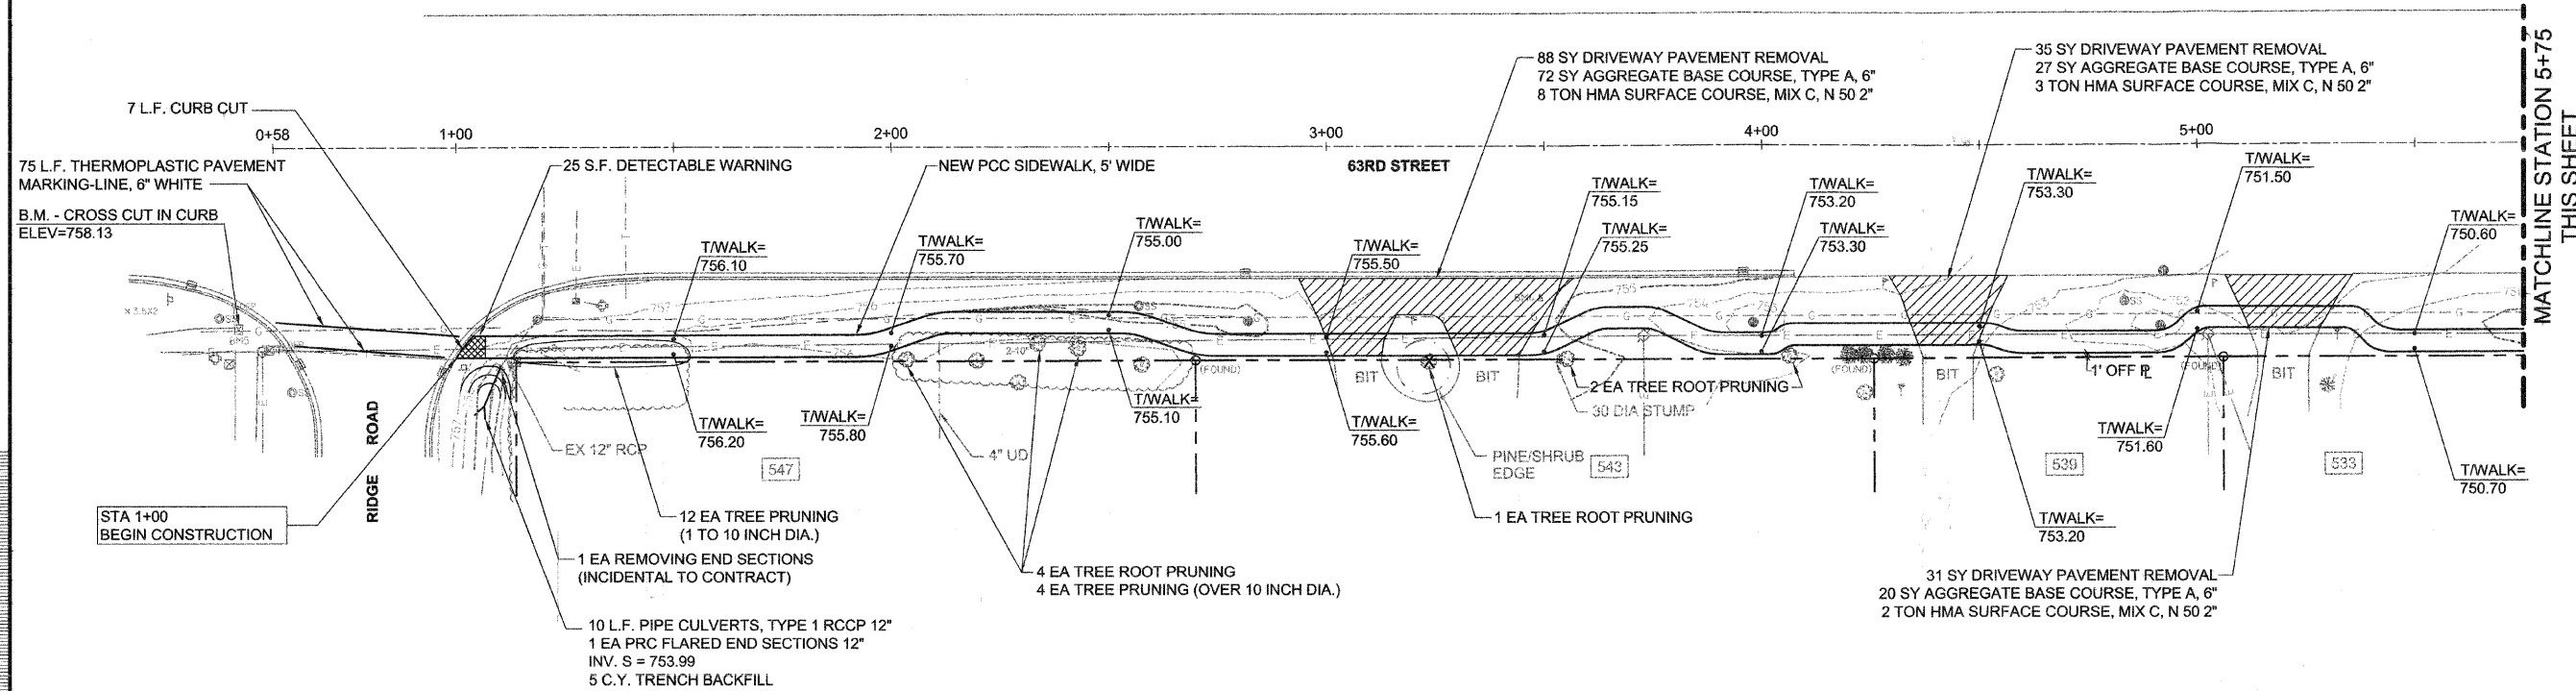 88 SY DRIVEWAY PAVEMENT REMOVAL
72 SY AGGREGATE BASE COURSE, TYPE A, 6"
8 TON HMA SURFACE COURSE, MIX C, N 50 2"
35 SY DRIVEWAY PAVEMENT REMOVAL
27 SY AGGREGATE BASE COURSE, TYPE A, 6"
3 TON HMA SURFACE COURSE, MIX C, N 50 2"
MATCHLINE STATION 5+75
THIS SHEET
7 L.F. CURB CUT
0+58
1+00
2+00
3+00
4+00
5+00
75 L.F. THERMOPLASTIC PAVEMENT
MARKING-LINE, 6" WHITE
25 S.F. DETECTABLE WARNING
NEW PCC SIDEWALK, 5' WIDE
63RD STREET
B.M. - CROSS CUT IN CURB
ELEV=758.13
T/WALK=
756.10
T/WALK=
755.70
T/WALK=
755.00
T/WALK=
755.50
T/WALK=
755.15
T/WALK=
755.25
T/WALK=
753.20
T/WALK=
753.30
T/WALK=
753.30
T/WALK=
751.50
T/WALK=
750.60
757
756
755
754
753
752
BM5
(FOUND)
(FOUND)
BIT
BIT
BIT
BIT
1' OFF PL
2 EA TREE ROOT PRUNING
30 DIA STUMP
T/WALK=
756.20
T/WALK=
755.80
T/WALK=
755.10
T/WALK=
755.60
T/WALK=
751.60
T/WALK=
750.70
T/WALK=
753.20
EX 12" RCP
547
4" UD
PINE/SHRUB
EDGE
543
539
533
RIDGE ROAD
STA 1+00
BEGIN CONSTRUCTION
12 EA TREE PRUNING
(1 TO 10 INCH DIA.)
1 EA TREE ROOT PRUNING
1 EA REMOVING END SECTIONS
(INCIDENTAL TO CONTRACT)
4 EA TREE ROOT PRUNING
4 EA TREE PRUNING (OVER 10 INCH DIA.)
31 SY DRIVEWAY PAVEMENT REMOVAL
20 SY AGGREGATE BASE COURSE, TYPE A, 6"
2 TON HMA SURFACE COURSE, MIX C, N 50 2"
10 L.F. PIPE CULVERTS, TYPE 1 RCCP 12"
1 EA PRC FLARED END SECTIONS 12"
INV. S = 753.99
5 C.Y. TRENCH BACKFILL